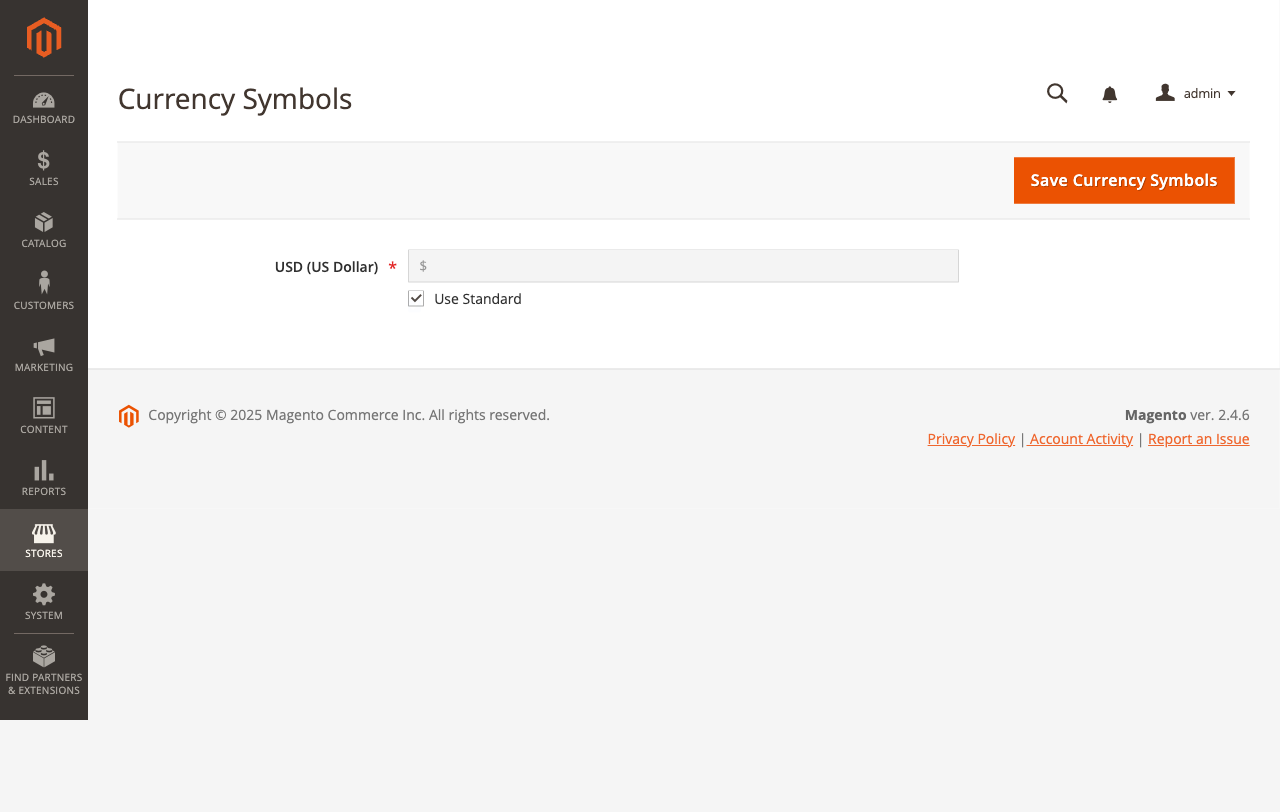 DASHBOARD
SALES
CATALOG
CUSTOMERS
MARKETING
CONTENT
REPORTS
STORES
SYSTEM
FIND PARTNERS
& EXTENSIONS
Currency Symbols
admin
Save Currency Symbols
USD (US Dollar) *
$
Use Standard
Copyright © 2025 Magento Commerce Inc. All rights reserved.
Magento ver. 2.4.6
Privacy Policy | Account Activity | Report an Issue